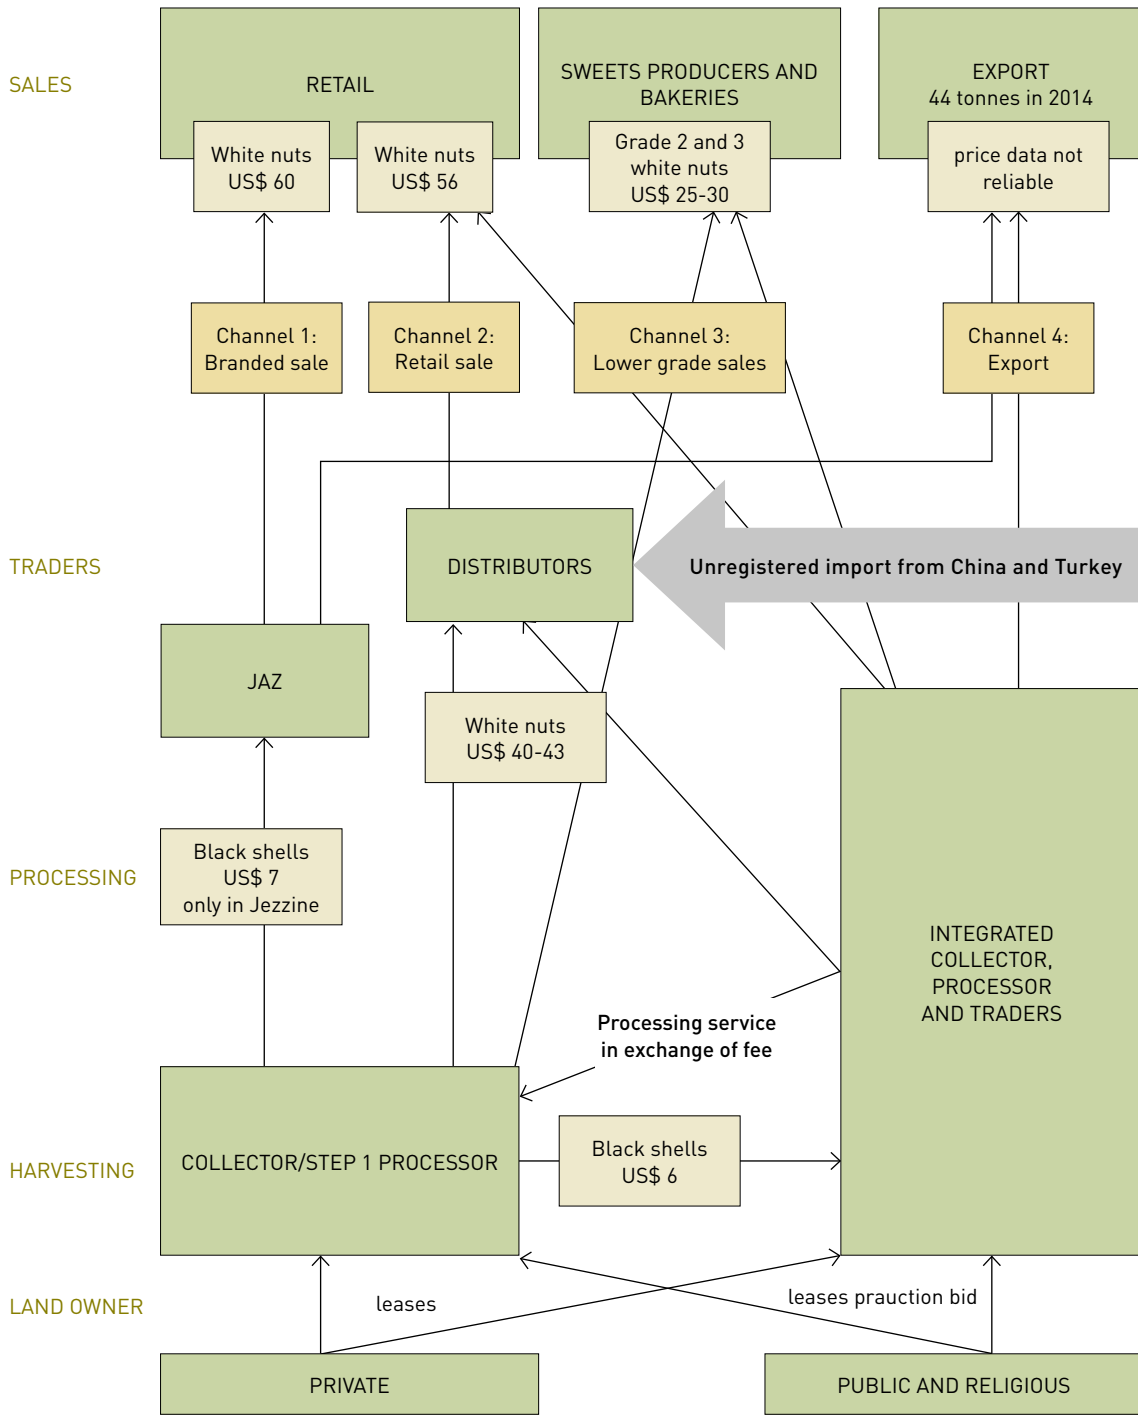 SALES
RETAIL
SWEETS PRODUCERS AND
BAKERIES
EXPORT
44 tonnes in 2014
White nuts
US$ 60
White nuts
US$ 56
Grade 2 and 3
white nuts
US$ 25-30
price data not
reliable
Channel 1:
Branded sale
Channel 2:
Retail sale
Channel 3:
Lower grade sales
Channel 4:
Export
TRADERS
DISTRIBUTORS
Unregistered import from China and Turkey
JAZ
White nuts
US$ 40-43
PROCESSING
Black shells
US$ 7
only in Jezzine
INTEGRATED
COLLECTOR,
PROCESSOR
AND TRADERS
Processing service
in exchange of fee
HARVESTING
COLLECTOR/STEP 1 PROCESSOR
Black shells
US$ 6
LAND OWNER
leases
leases prauction bid
PRIVATE
PUBLIC AND RELIGIOUS